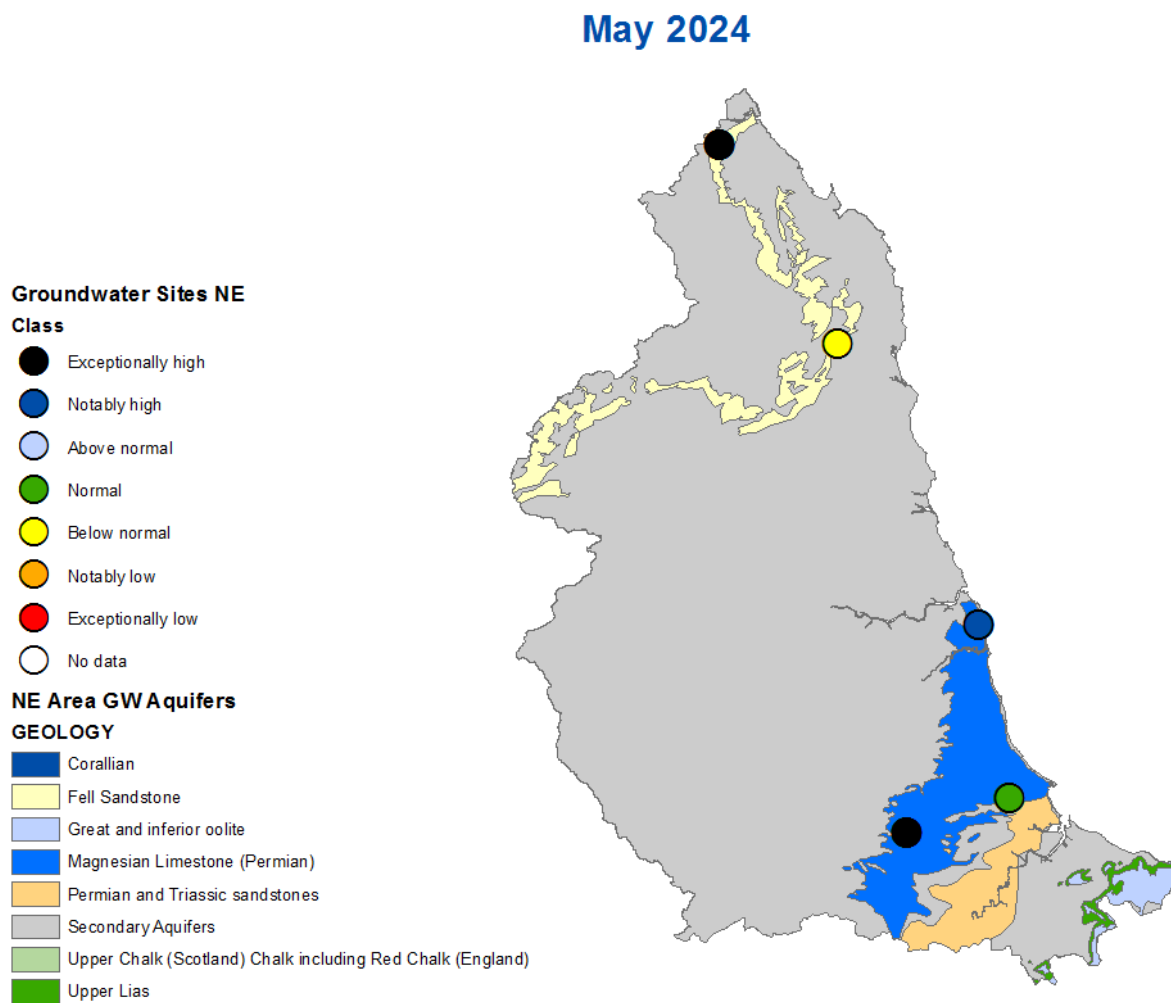 May 2024
Groundwater Sites NE
Class
Exceptionally high
Notably high
Above normal
Normal
Below normal
Notably low
Exceptionally low
No data
NE Area GW Aquifers
GEOLOGY
Corallian
Fell Sandstone
Great and inferior oolite
Magnesian Limestone (Permian)
Permian and Triassic sandstones
Secondary Aquifers
Upper Chalk (Scotland) Chalk including Red Chalk (England)
Upper Lias